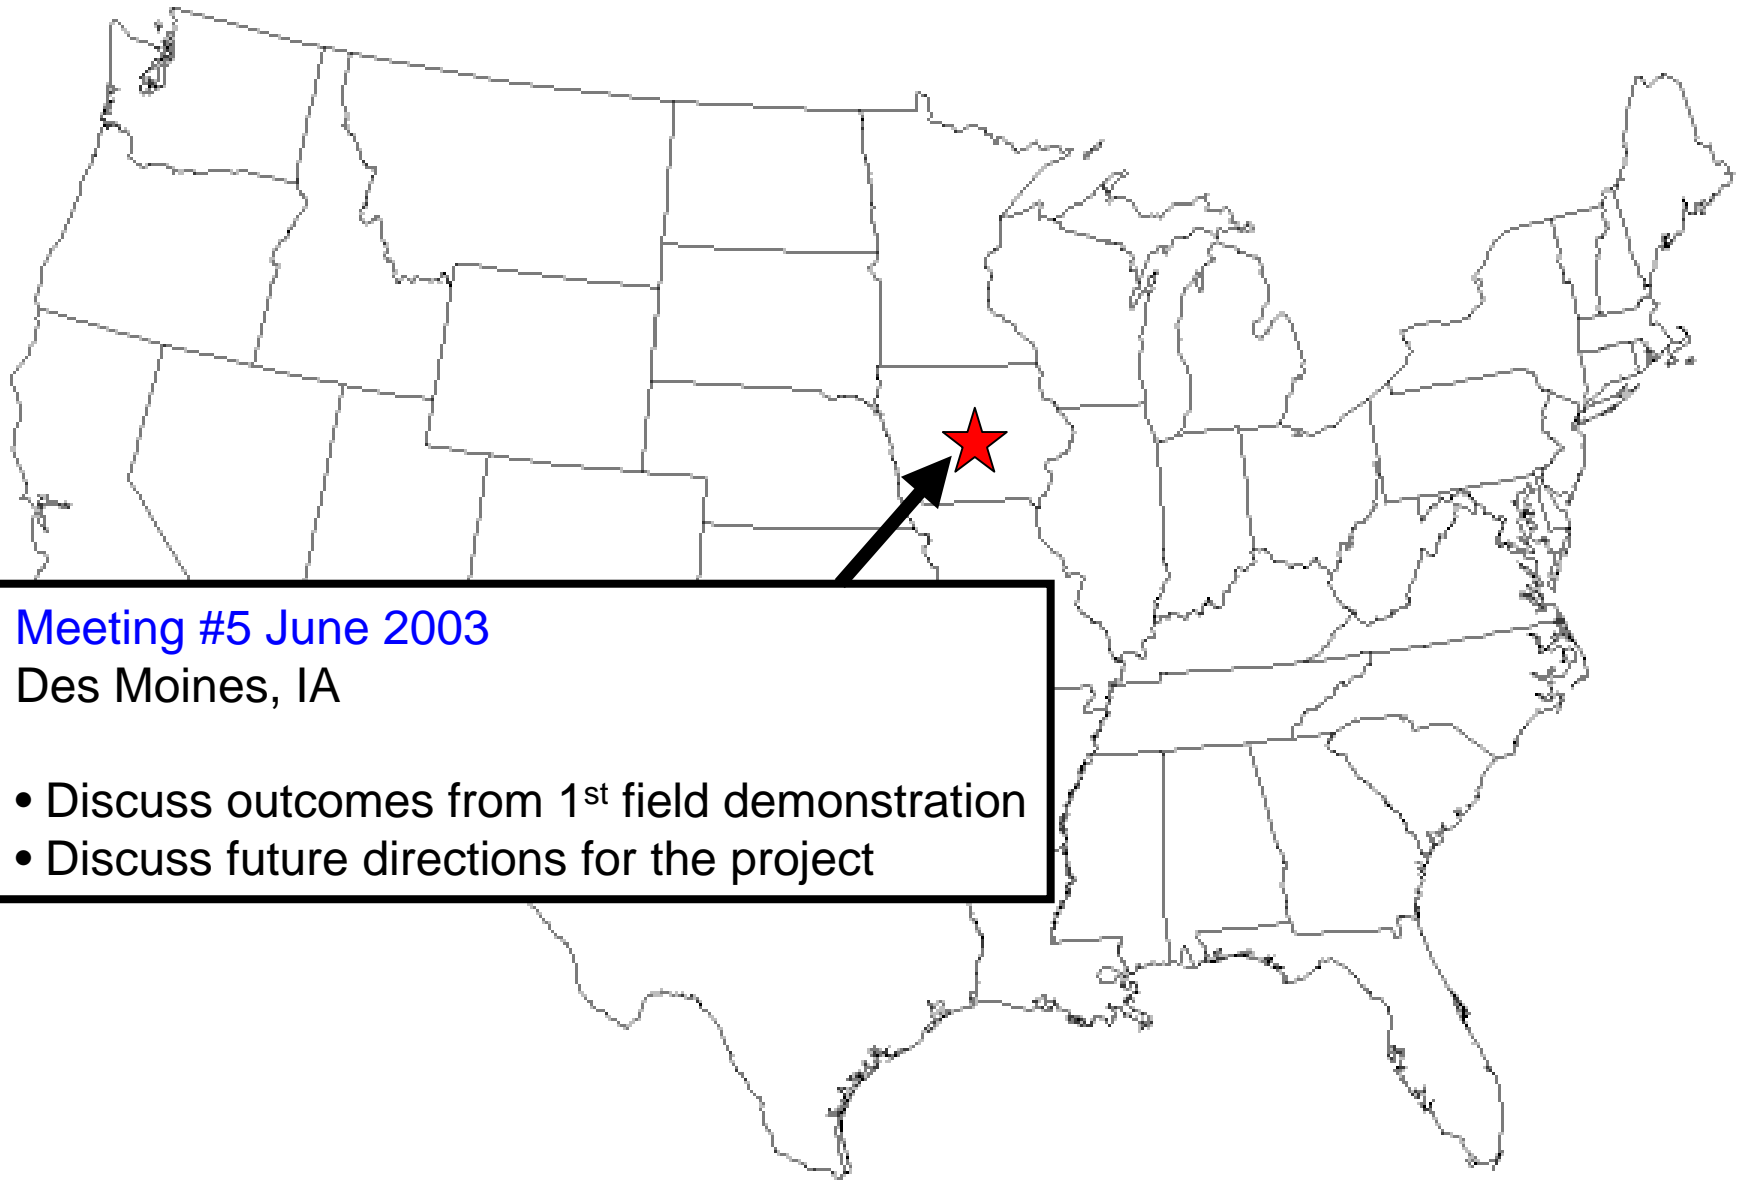 Meeting #5 June 2003
Des Moines, IA
• Discuss outcomes from 1st field demonstration
• Discuss future directions for the project